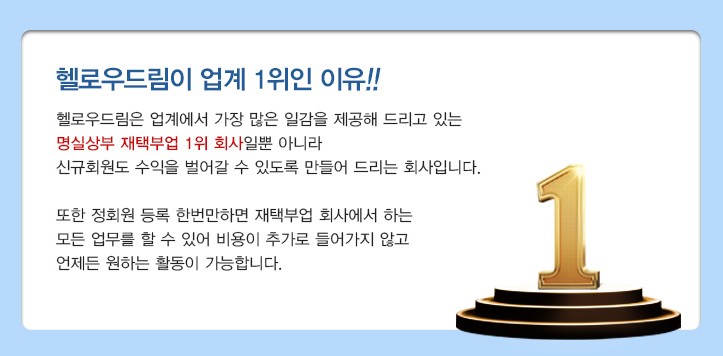 헬로우드림이 업계 1위인 이유!!
헬로우드림은 업계에서 가장 많은 일감을 제공해 드리고 있는
명실상부 재택부업 1위 회사일뿐 아니라
신규회원도 수익을 벌어갈 수 있도록 만들어 드리는 회사입니다.
또한 정회원 등록 한번만하면 재택부업 회사에서 하는
모든 업무를 할 수 있어 비용이 추가로 들어가지 않고
언제든 원하는 활동이 가능합니다.
1